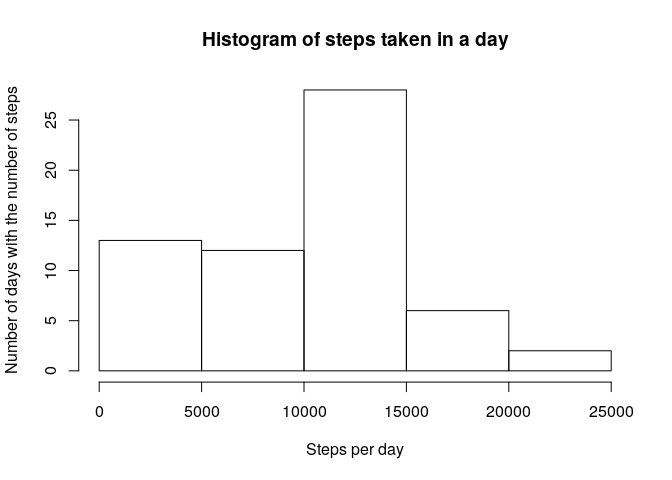 Histogram of steps taken in a day
Number of days with the number of steps
25
20
15
10
5
0
0 5000 10000 15000 20000 25000
Steps per day